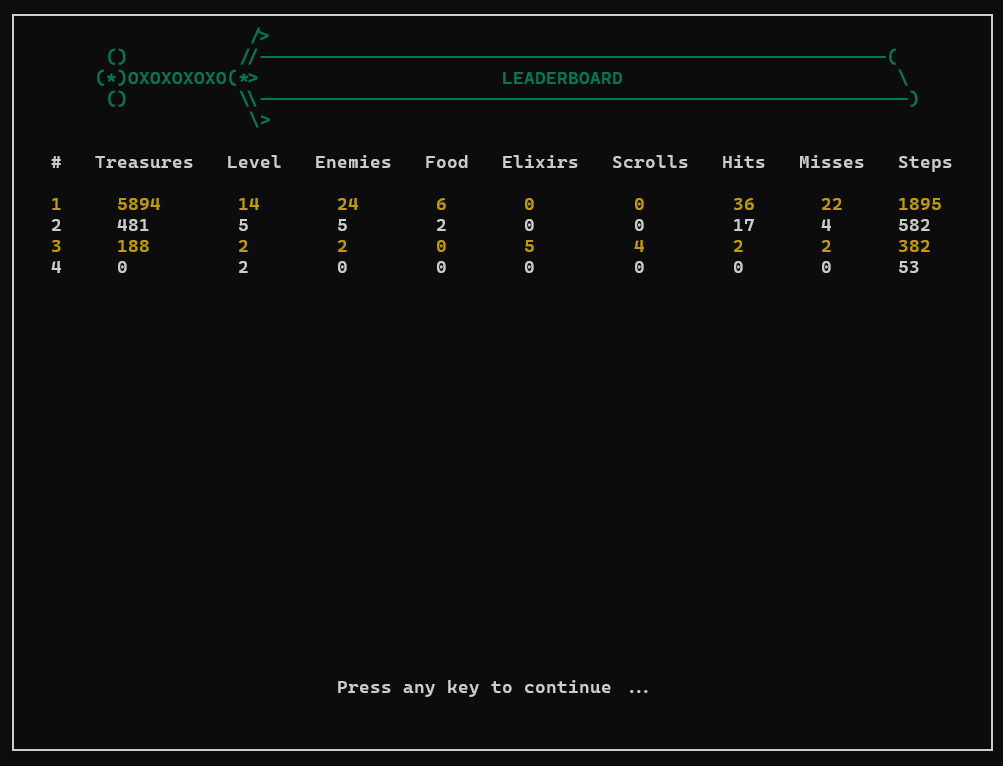 />
()          //─────────────────────────────────────────────────────────(
(*)OXOXOXOXO(*> LEADERBOARD \
()          \\───────────────────────────────────────────────────────────)
\>
# Treasures Level Enemies Food Elixirs Scrolls Hits Misses Steps
1 5894 14 24 6 0 0 36 22 1895
2 481 5 5 2 0 0 17 4 582
3 188 2 2 0 5 4 2 2 382
4 0 2 0 0 0 0 0 0 53
Press any key to continue ...